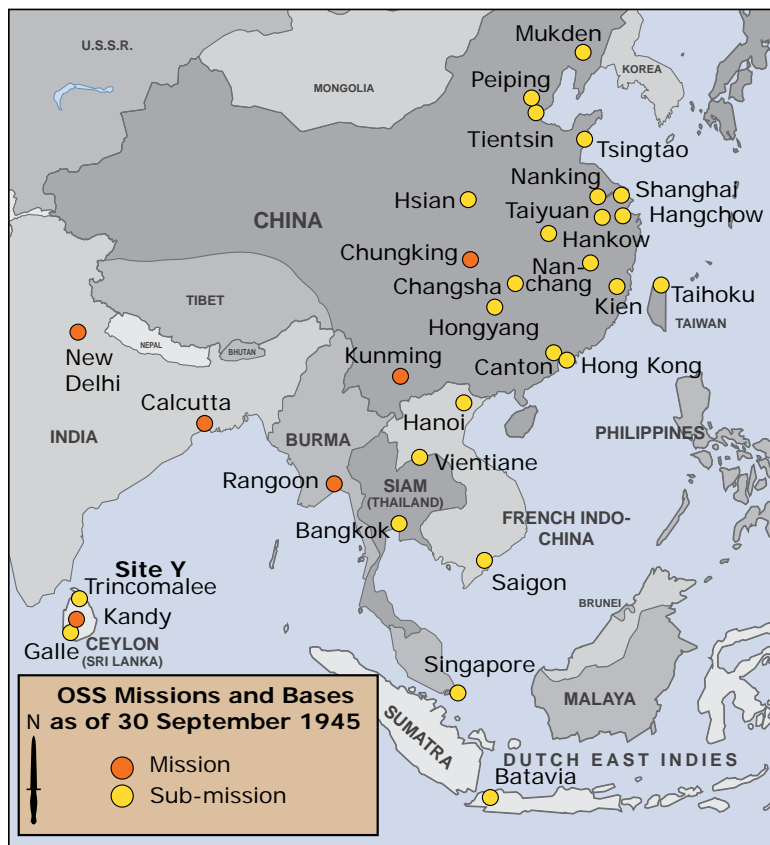 Mukden
U.S.S.R.
KOREA
MONGOLIA
Peiping
Tientsin
Tsingtao
Nanking
Shanghai
Hsian
Taiyuan
Hangchow
CHINA
Hankow
Chungking
Nan-
chang
Changsha
Kien
Taihoku
TIBET
Hongyang
TAIWAN
NEPAL
BHUTAN
New
Delhi
Kunming
Canton
Hong Kong
Calcutta
Hanoi
INDIA
BURMA
PHILIPPINES
Vientiane
Rangoon
SIAM
(THAILAND)
Bangkok
FRENCH INDO-
CHINA
Site Y
Trincomalee
Saigon
Kandy
BRUNEI
Galle
CEYLON
(SRI LANKA)
Singapore
MALAYA
SUMATRA
DUTCH EAST INDIES
Batavia
OSS Missions and Bases
as of 30 September 1945
N
Mission
Sub-mission